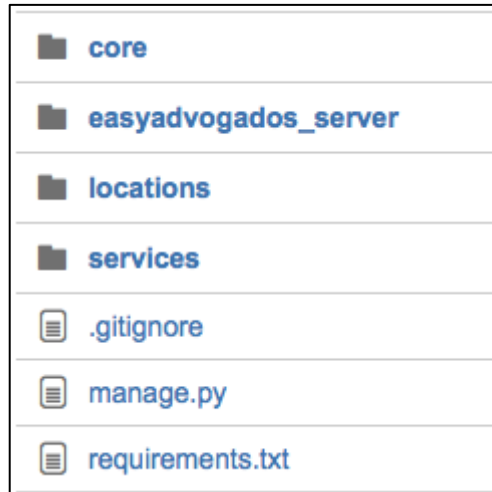 core
easyadvogados_server
locations
services
.gitignore
manage.py
requirements.txt